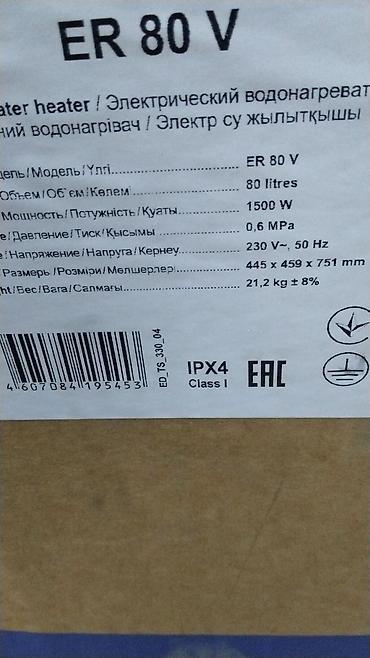 ER 80 V
ater heater / Электрический водонагреват
ний водонагрівач / Электр су жылытқышы
дель/Модель/Үлгі ER 80 V
Объем/Об`єм/Көлем 80 litres
Мощность/Потужність/Қуаты 1500 W
e/Давление/Тиск/Қысымы 0,6 MPa
e/Напряжение/Напруга/Кернеу 230 V~, 50 Hz
Размеры/Розміри/Мөлшерлері 445 x 459 x 751 mm
ht/Вес/Вага/Салмағы 21,2 kg ± 8%
ED_TS_330_04
IPX4
Class I
EAC
4 607084 195453